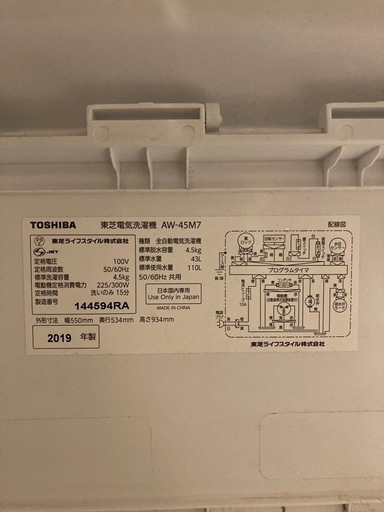 TOSHIBA 東芝電気洗濯機 AW-45M7
東芝ライフスタイル株式会社
JET
定格電圧 100V
定格周波数 50/60Hz
標準洗濯容量 4.5kg
電動機定格消費電力 225/300W
定格時間 洗いのみ 15分
製造番号 144594RA
種類 全自動電気洗濯機
標準脱水容量 4.5kg
標準水量 43L
標準使用水量 110L
50/60Hz 共用
日本国内専用
Use Only in Japan
MADE IN CHINA
外形寸法 幅550mm 奥行534mm 高さ934mm
2019 年製
配線図
プログラムタイマ
東芝ライフスタイル株式会社